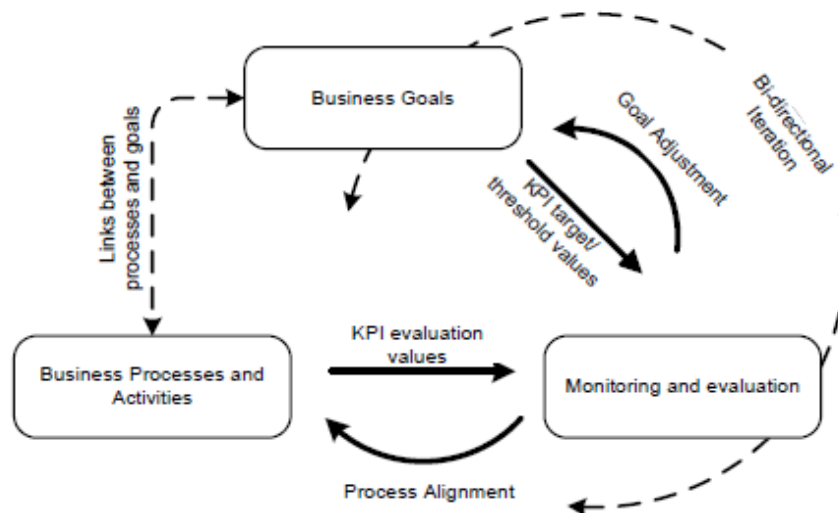 Business Goals
Bi-directional
Iteration
Goal Adjustment
KPI target/
threshold values
Links between
processes and goals
KPI evaluation
values
Business Processes and
Activities
Monitoring and evaluation
Process Alignment